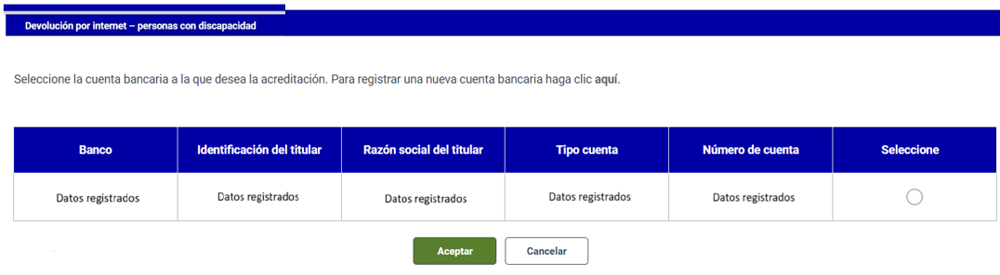 Devolución por internet – personas con discapacidad
Seleccione la cuenta bancaria a la que desea la acreditación. Para registrar una nueva cuenta bancaria haga clic aquí.
Banco Identificación del titular Razón social del titular Tipo cuenta Número de cuenta Seleccione
Datos registrados Datos registrados Datos registrados Datos registrados Datos registrados
Aceptar Cancelar